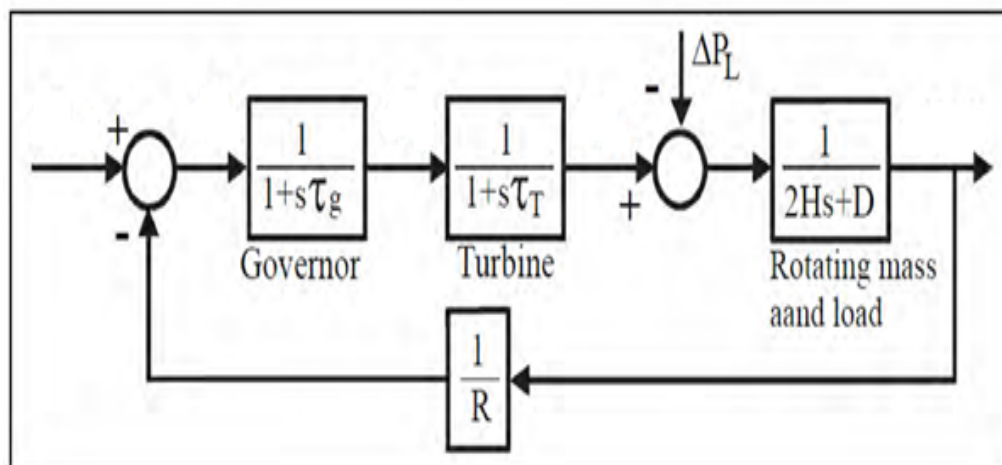 ΔP_L
-
+
1
1+sτ_g
1
1+sτ_T
+
1
2Hs+D
-
Governor
Turbine
Rotating mass
aand load
1
R